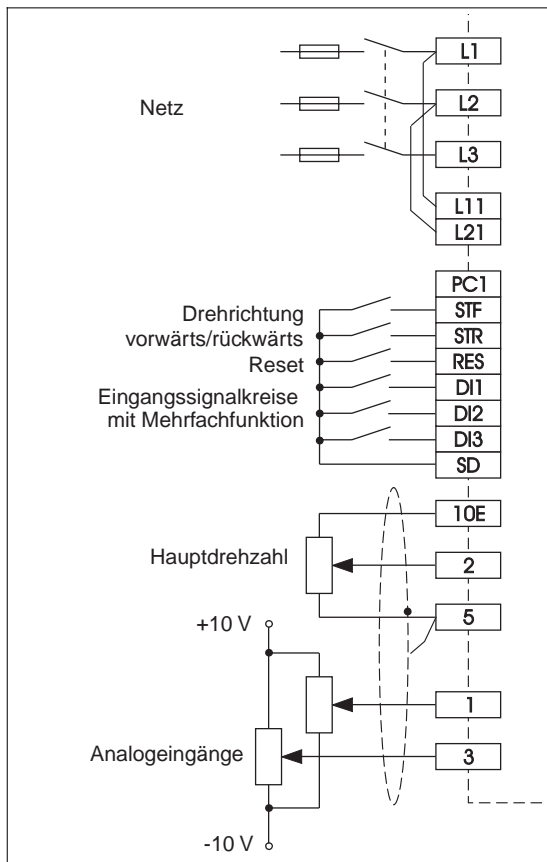 L1
Netz
L2
L3
L11
L21
PC1
Drehrichtung
vorwärts/rückwärts
STF
STR
Reset
RES
Eingangssignalkreise
mit Mehrfachfunktion
DI1
DI2
DI3
SD
10E
Hauptdrehzahl
2
5
+10 V
1
Analogeingänge
3
-10 V